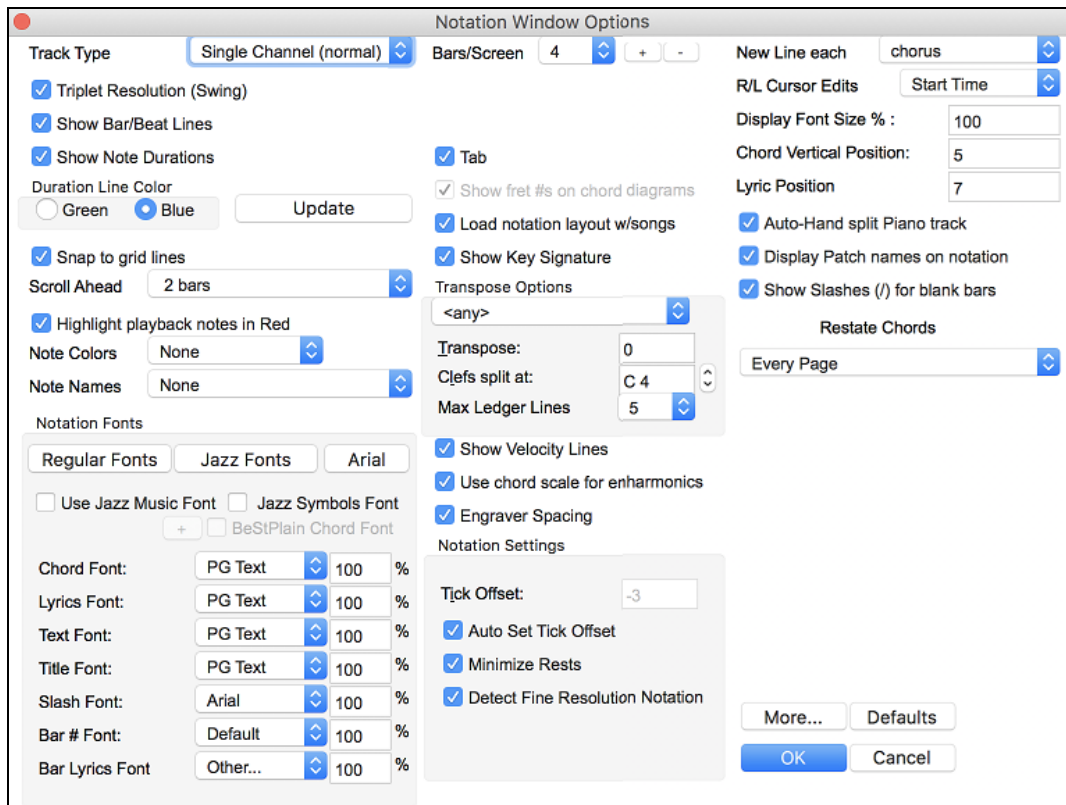 Notation Window Options
Track Type
Single Channel (normal)
Triplet Resolution (Swing)
Show Bar/Beat Lines
Show Note Durations
Duration Line Color
Green
Blue
Update
Snap to grid lines
Scroll Ahead
2 bars
Highlight playback notes in Red
Note Colors
None
Note Names
None
Notation Fonts
Regular Fonts
Jazz Fonts
Arial
Use Jazz Music Font
Jazz Symbols Font
+
BeStPlain Chord Font
Chord Font:
PG Text
100
%
Lyrics Font:
PG Text
100
%
Text Font:
PG Text
100
%
Title Font:
PG Text
100
%
Slash Font:
Arial
100
%
Bar # Font:
Default
100
%
Bar Lyrics Font
Other...
100
%
Bars/Screen
4
+
-
Tab
Show fret #s on chord diagrams
Load notation layout w/songs
Show Key Signature
Transpose Options
<any>
Transpose:
0
Clefs split at:
C 4
Max Ledger Lines
5
Show Velocity Lines
Use chord scale for enharmonics
Engraver Spacing
Notation Settings
Tick Offset:
-3
Auto Set Tick Offset
Minimize Rests
Detect Fine Resolution Notation
New Line each
chorus
R/L Cursor Edits
Start Time
Display Font Size % :
100
Chord Vertical Position:
5
Lyric Position
7
Auto-Hand split Piano track
Display Patch names on notation
Show Slashes (/) for blank bars
Restate Chords
Every Page
More...
Defaults
OK
Cancel